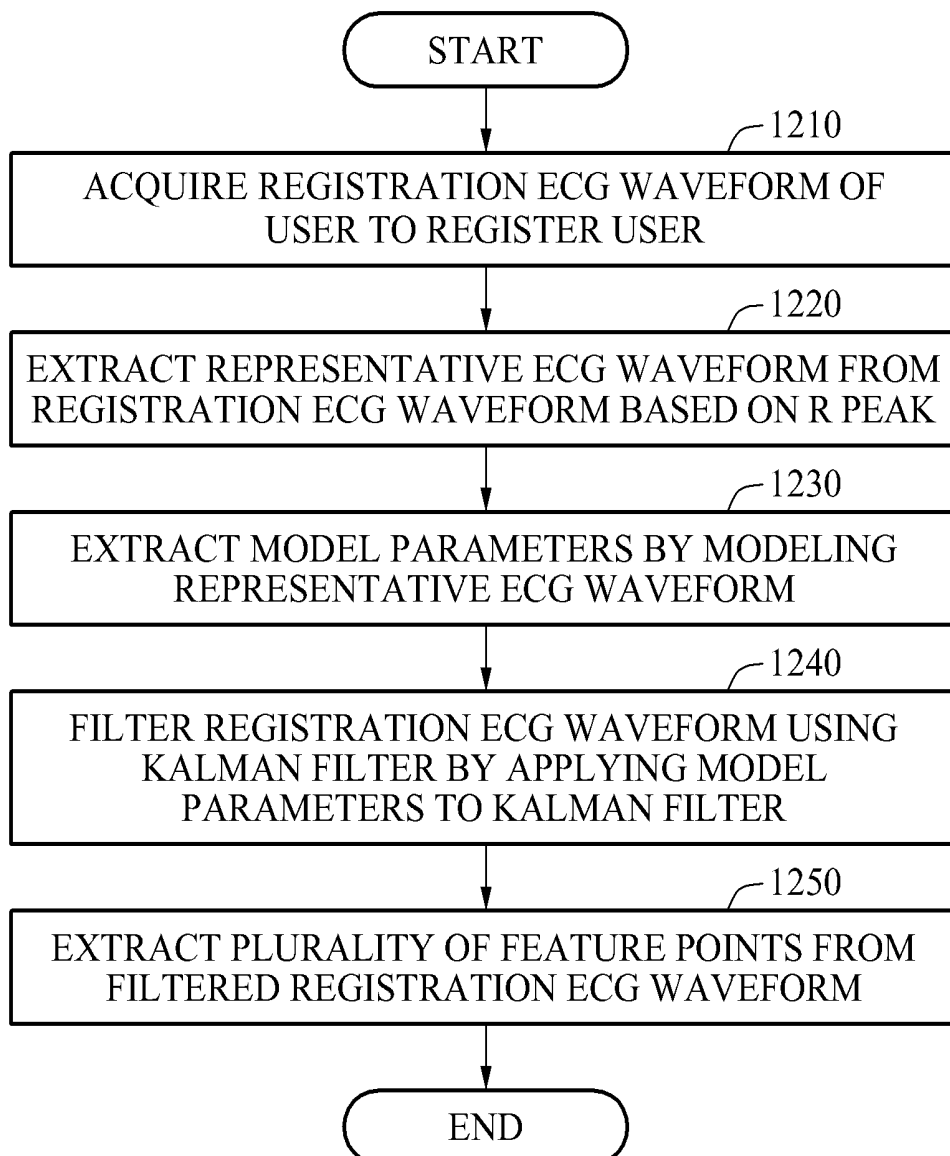 START
1210
ACQUIRE REGISTRATION ECG WAVEFORM OF
USER TO REGISTER USER
1220
EXTRACT REPRESENTATIVE ECG WAVEFORM FROM
REGISTRATION ECG WAVEFORM BASED ON R PEAK
1230
EXTRACT MODEL PARAMETERS BY MODELING
REPRESENTATIVE ECG WAVEFORM
1240
FILTER REGISTRATION ECG WAVEFORM USING
KALMAN FILTER BY APPLYING MODEL
PARAMETERS TO KALMAN FILTER
1250
EXTRACT PLURALITY OF FEATURE POINTS FROM
FILTERED REGISTRATION ECG WAVEFORM
END